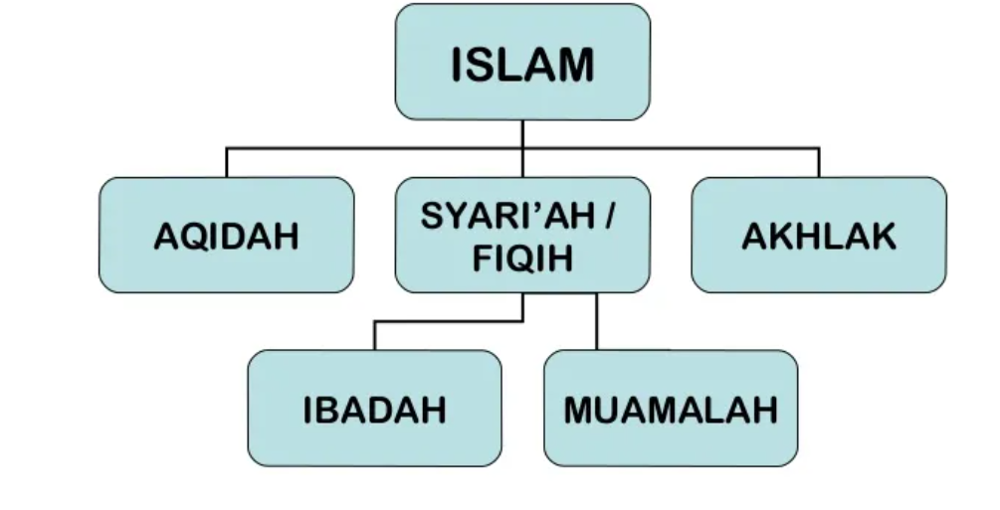 ISLAM
AQIDAH
SYARI’AH /
FIQIH
AKHLAK
IBADAH
MUAMALAH